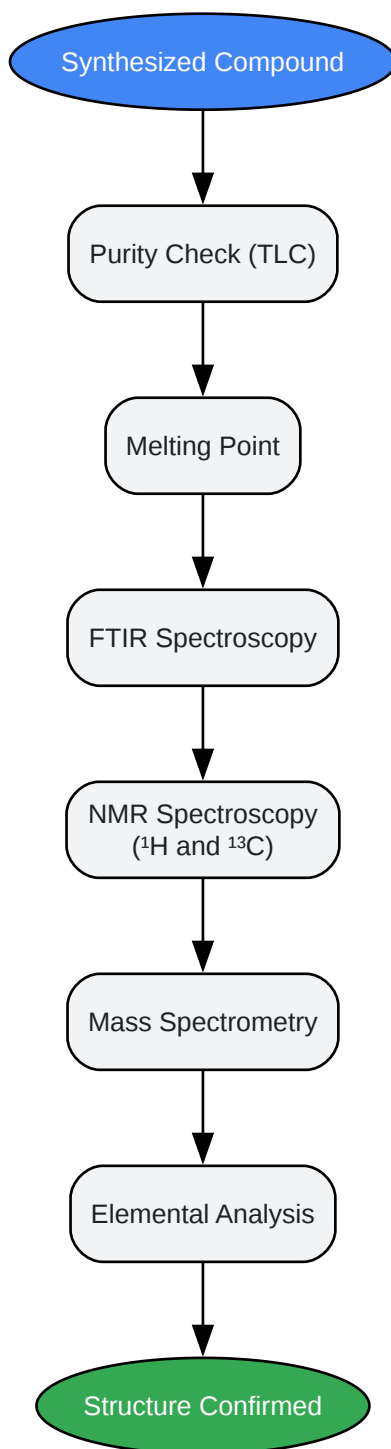 Synthesized Compound
Purity Check (TLC)
Melting Point
FTIR Spectroscopy
NMR Spectroscopy
(¹H and ¹³C)
Mass Spectrometry
Elemental Analysis
Structure Confirmed